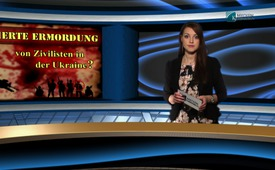 IERTE ERMORDUNG
von Zivilisten in
der Ukraine?